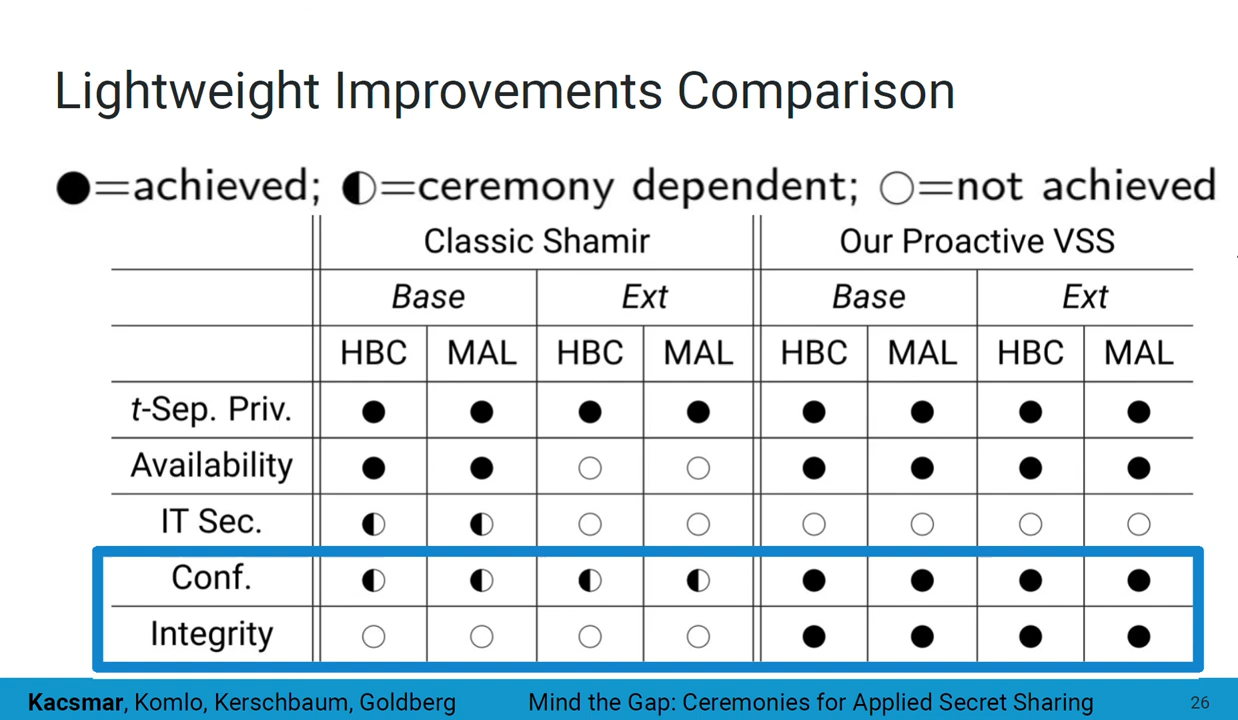 Lightweight Improvements Comparison
●=achieved; ◐=ceremony dependent; ○=not achieved
Classic Shamir Our Proactive VSS
Base Ext Base Ext
HBC MAL HBC MAL HBC MAL HBC MAL
t-Sep. Priv. ● ● ● ● ● ● ● ●
Availability ● ● ○ ○ ● ● ● ●
IT Sec. ◐ ◐ ○ ○ ○ ○ ○ ○
Conf. ◐ ◐ ◐ ◐ ● ● ● ●
Integrity ○ ○ ○ ○ ● ● ● ●
Kacsmar, Komlo, Kerschbaum, Goldberg Mind the Gap: Ceremonies for Applied Secret Sharing 26